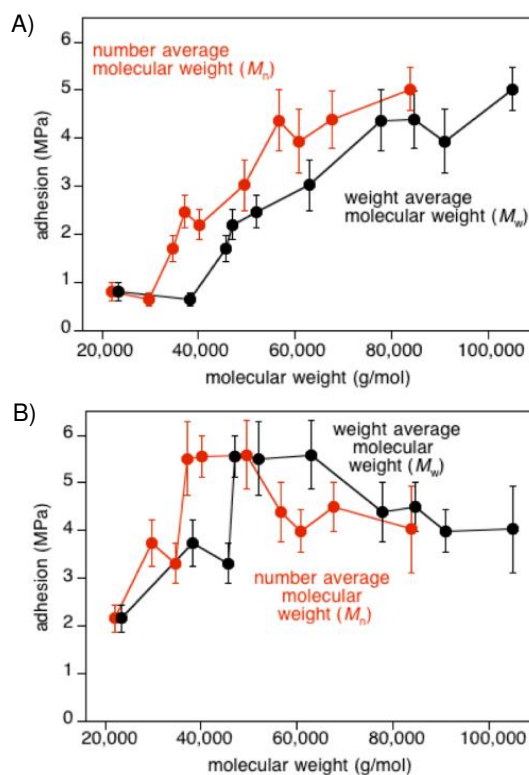 A)
number average
molecular weight (Mn)
weight average
molecular weight (Mw)
adhesion (MPa)
6
5
4
3
2
1
0
20,000 40,000 60,000 80,000 100,000
molecular weight (g/mol)
B)
weight average
molecular
weight (Mw)
number average
molecular
weight (Mn)
adhesion (MPa)
6
5
4
3
2
1
0
20,000 40,000 60,000 80,000 100,000
molecular weight (g/mol)